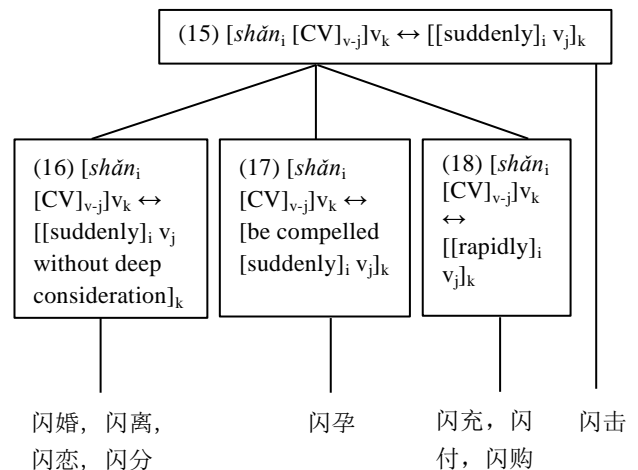 (15) [shǎnᵢ [CV]ᵥ₋ⱼ]vₖ ↔ [[suddenly]ᵢ vⱼ]ₖ
(16) [shǎnᵢ
[CV]ᵥ₋ⱼ]vₖ ↔
[[suddenly]ᵢ vⱼ
without deep
consideration]ₖ
(17) [shǎnᵢ
[CV]ᵥ₋ⱼ]vₖ ↔
[be compelled
[suddenly]ᵢ vⱼ]ₖ
(18) [shǎnᵢ
[CV]ᵥ₋ⱼ]vₖ
↔
[[rapidly]ᵢ
vⱼ]ₖ
闪婚，闪离，
闪恋，闪分
闪孕
闪充，闪
付，闪购
闪击